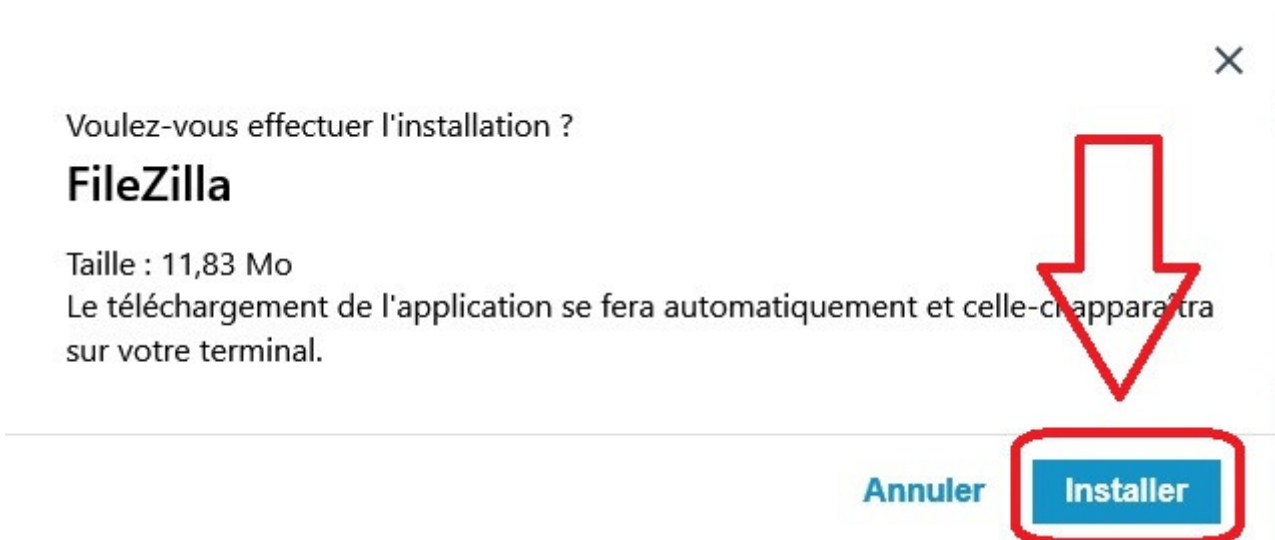 Voulez-vous effectuer l'installation ?
FileZilla
Taille : 11,83 Mo
Le téléchargement de l'application se fera automatiquement et celle-ci apparaîtra
sur votre terminal.
Annuler Installer